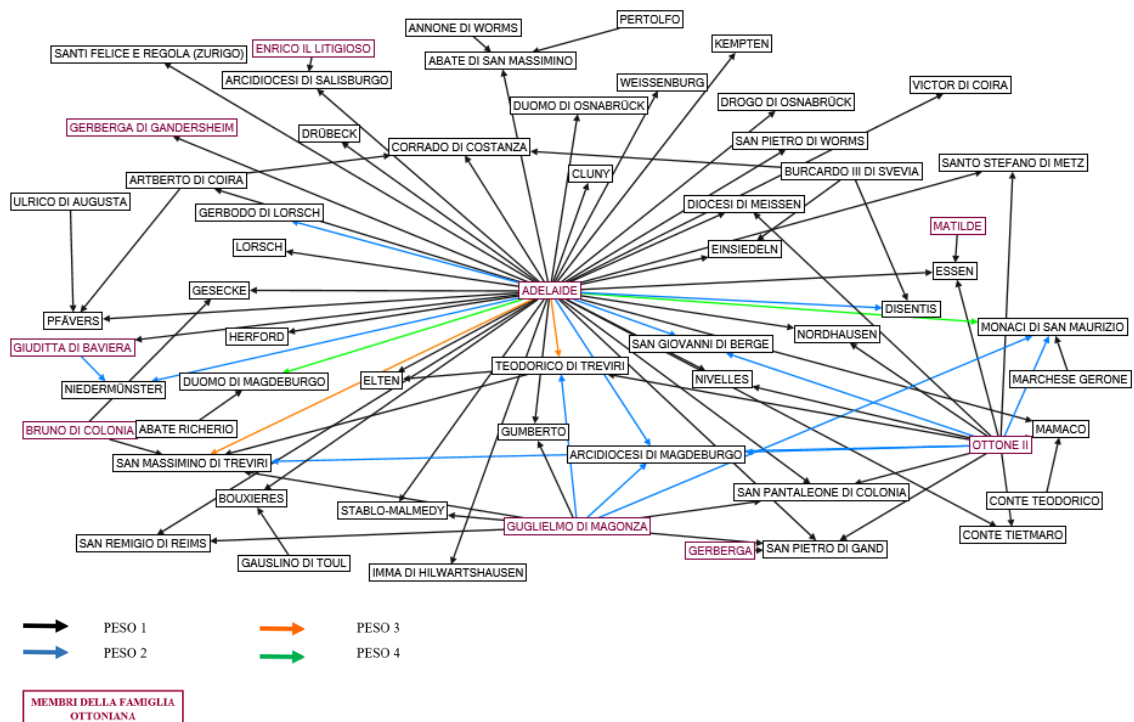 PERTOLFO
ANNONE DI WORMS
KEMPTEN
SANTI FELICE E REGOLA (ZURIGO)
ENRICO IL LITIGIOSO
ABATE DI SAN MASSIMINO
ARCIDIOCESI DI SALISBURGO
WEISSENBURG
VICTOR DI COIRA
DUOMO DI OSNABRÜCK
DROGO DI OSNABRÜCK
GERBERGA DI GANDERSHEIM
DRÜBECK
CORRADO DI COSTANZA
SAN PIETRO DI WORMS
SANTO STEFANO DI METZ
ARTBERTO DI COIRA
CLUNY
BURCARDO III DI SVEVIA
ULRICO DI AUGUSTA
GERBODO DI LORSCH
DIOCESI DI MEISSEN
MATILDE
LORSCH
EINSIEDELN
ESSEN
GESECKE
ADELAIDE
DISENTIS
PFÄVERS
HERFORD
NORDHAUSEN
MONACI DI SAN MAURIZIO
GIUDITTA DI BAVIERA
SAN GIOVANNI DI BERGE
NIEDERMÜNSTER
DUOMO DI MAGDEBURGO
ELTEN
TEODORICO DI TREVIRI
NIVELLES
MARCHESE GERONE
BRUNO DI COLONIA
ABATE RICHERIO
GUMBERTO
MAMACO
OTTONE II
SAN MASSIMINO DI TREVIRI
ARCIDIOCESI DI MAGDEBURGO
BOUXIERES
STABLO-MALMEDY
SAN PANTALEONE DI COLONIA
CONTE TEODORICO
GUGLIELMO DI MAGONZA
CONTE TIETMARO
SAN REMIGIO DI REIMS
GERBERGA
SAN PIETRO DI GAND
GAUSLINO DI TOUL
IMMA DI HILWARTSHAUSEN
PESO 1
PESO 3
PESO 2
PESO 4
MEMBRI DELLA FAMIGLIA
OTTONIANA